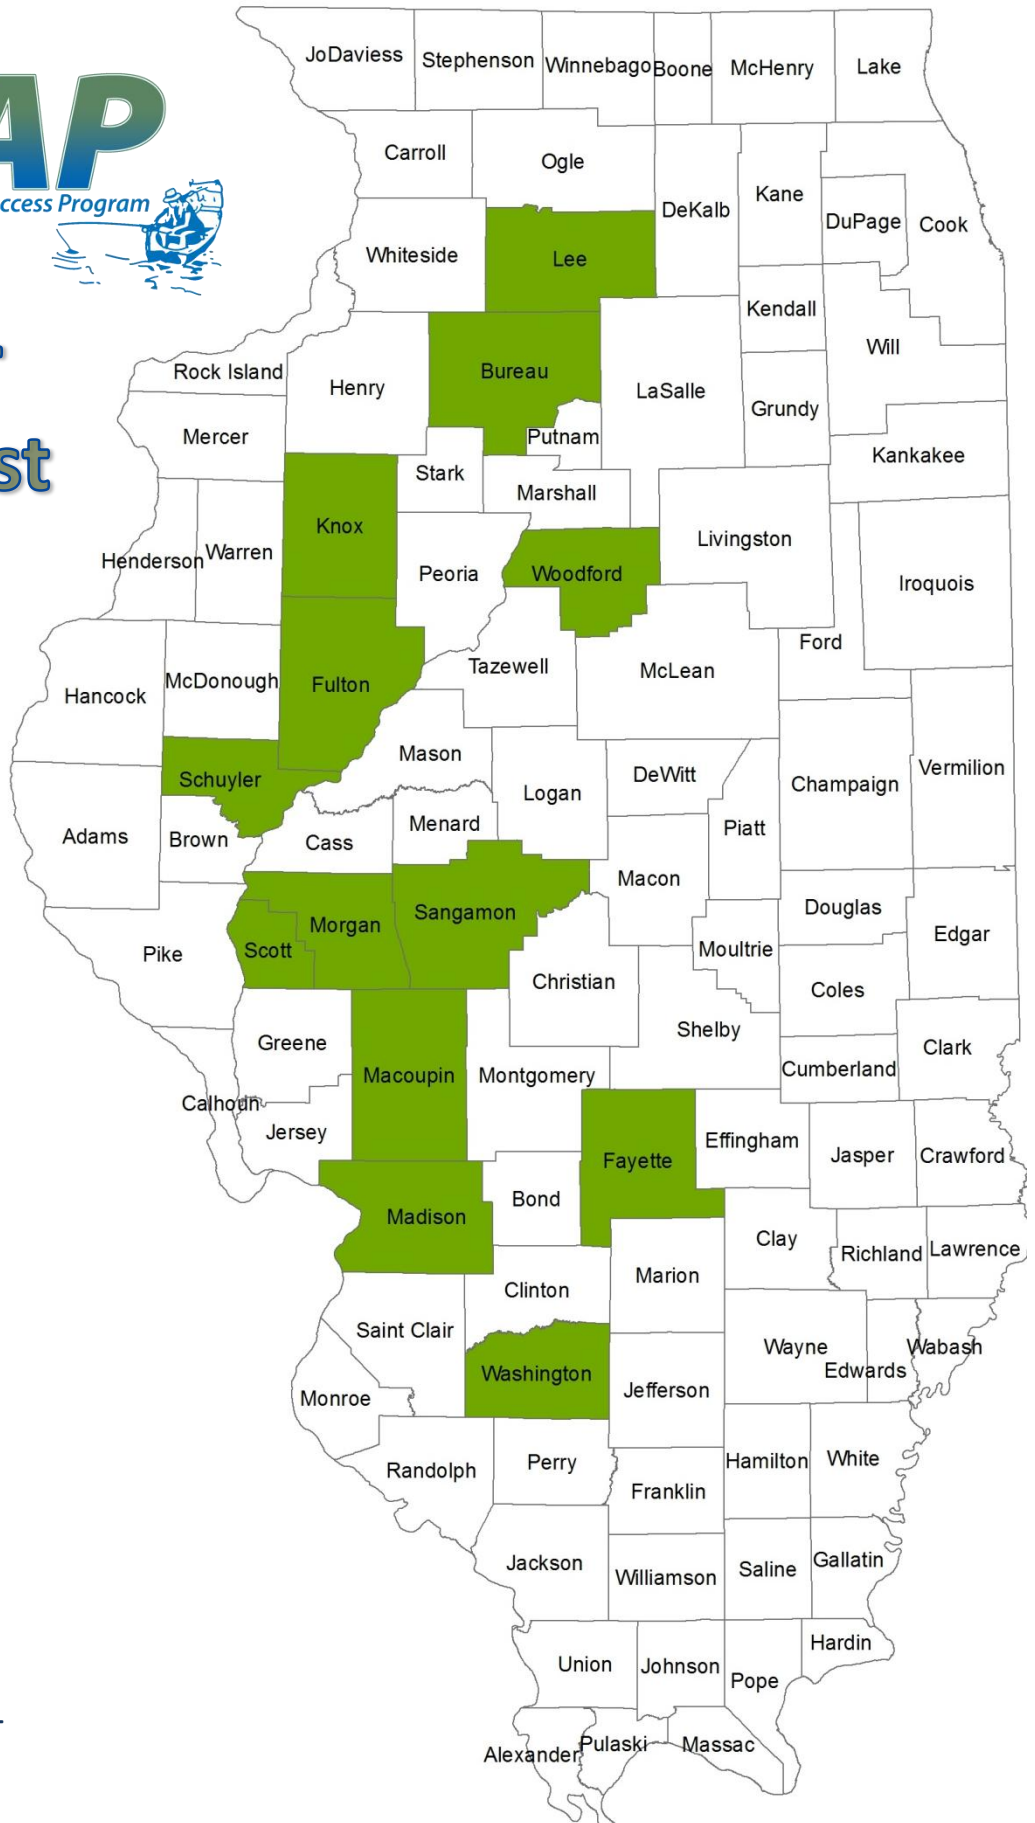 AP
ccess Program
st
JoDaviess
Stephenson
Winnebago
Boone
McHenry
Lake
Carroll
Ogle
DeKalb
Kane
DuPage
Cook
Whiteside
Lee
Kendall
Will
Rock Island
Henry
Bureau
LaSalle
Grundy
Mercer
Putnam
Kankakee
Stark
Marshall
Knox
Henderson
Warren
Peoria
Woodford
Livingston
Iroquois
Hancock
McDonough
Fulton
Tazewell
McLean
Ford
Schuyler
Mason
Logan
DeWitt
Champaign
Vermilion
Adams
Brown
Cass
Menard
Piatt
Macon
Pike
Scott
Morgan
Sangamon
Christian
Moultrie
Douglas
Edgar
Coles
Greene
Macoupin
Montgomery
Shelby
Cumberland
Clark
Calhoun
Jersey
Fayette
Effingham
Jasper
Crawford
Madison
Bond
Clay
Richland
Lawrence
Clinton
Marion
Saint Clair
Washington
Wayne
Edwards
Wabash
Monroe
Jefferson
Randolph
Perry
Franklin
Hamilton
White
Jackson
Williamson
Saline
Gallatin
Union
Johnson
Pope
Hardin
Alexander
Pulaski
Massac